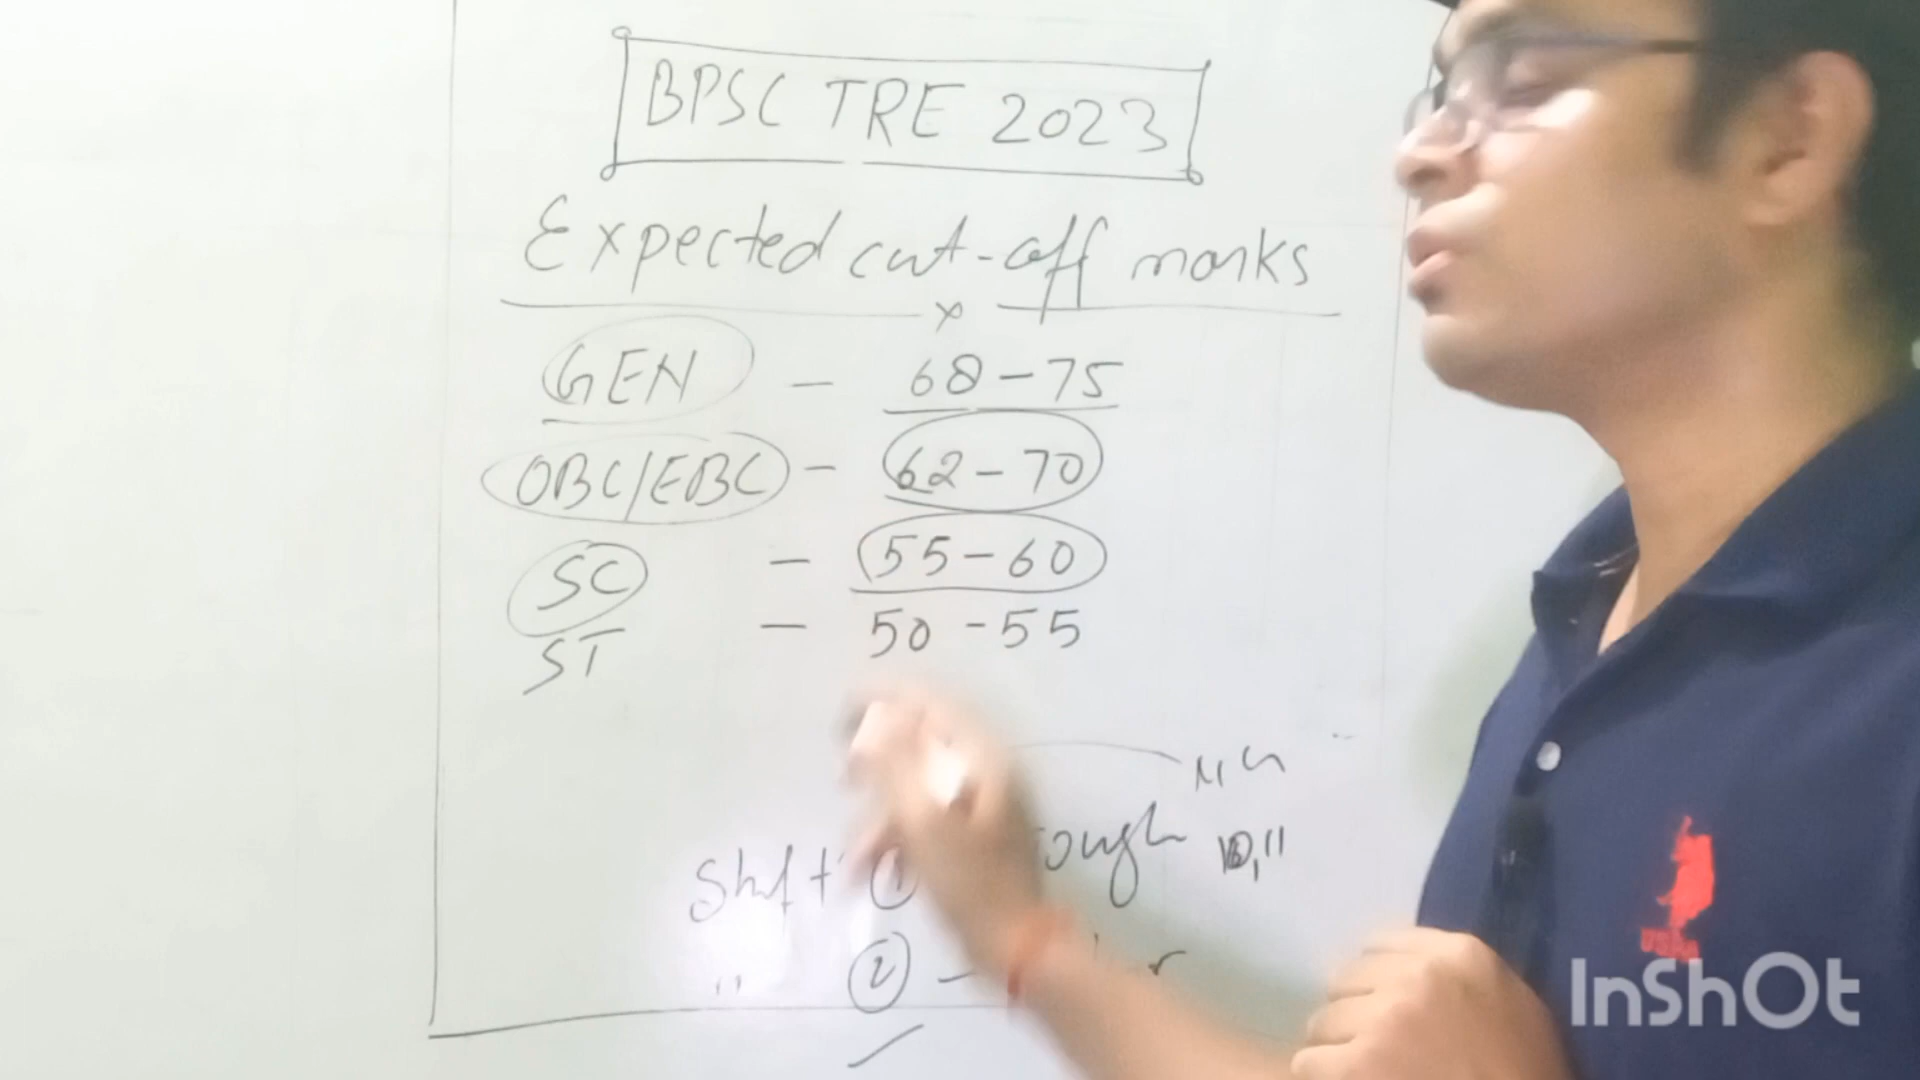 BPSC TRE 2023
Expected cut-off marks
x
GEN - 68-75
OBC/EBC - 62-70
SC - 55-60
ST - 50-55
Shift ①
" ② -
InShOt